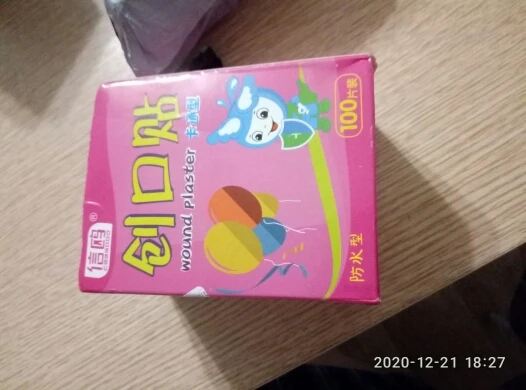 信鸥®
创口贴
wound plaster 卡通型
100片装
防水型
2020-12-21 18:27